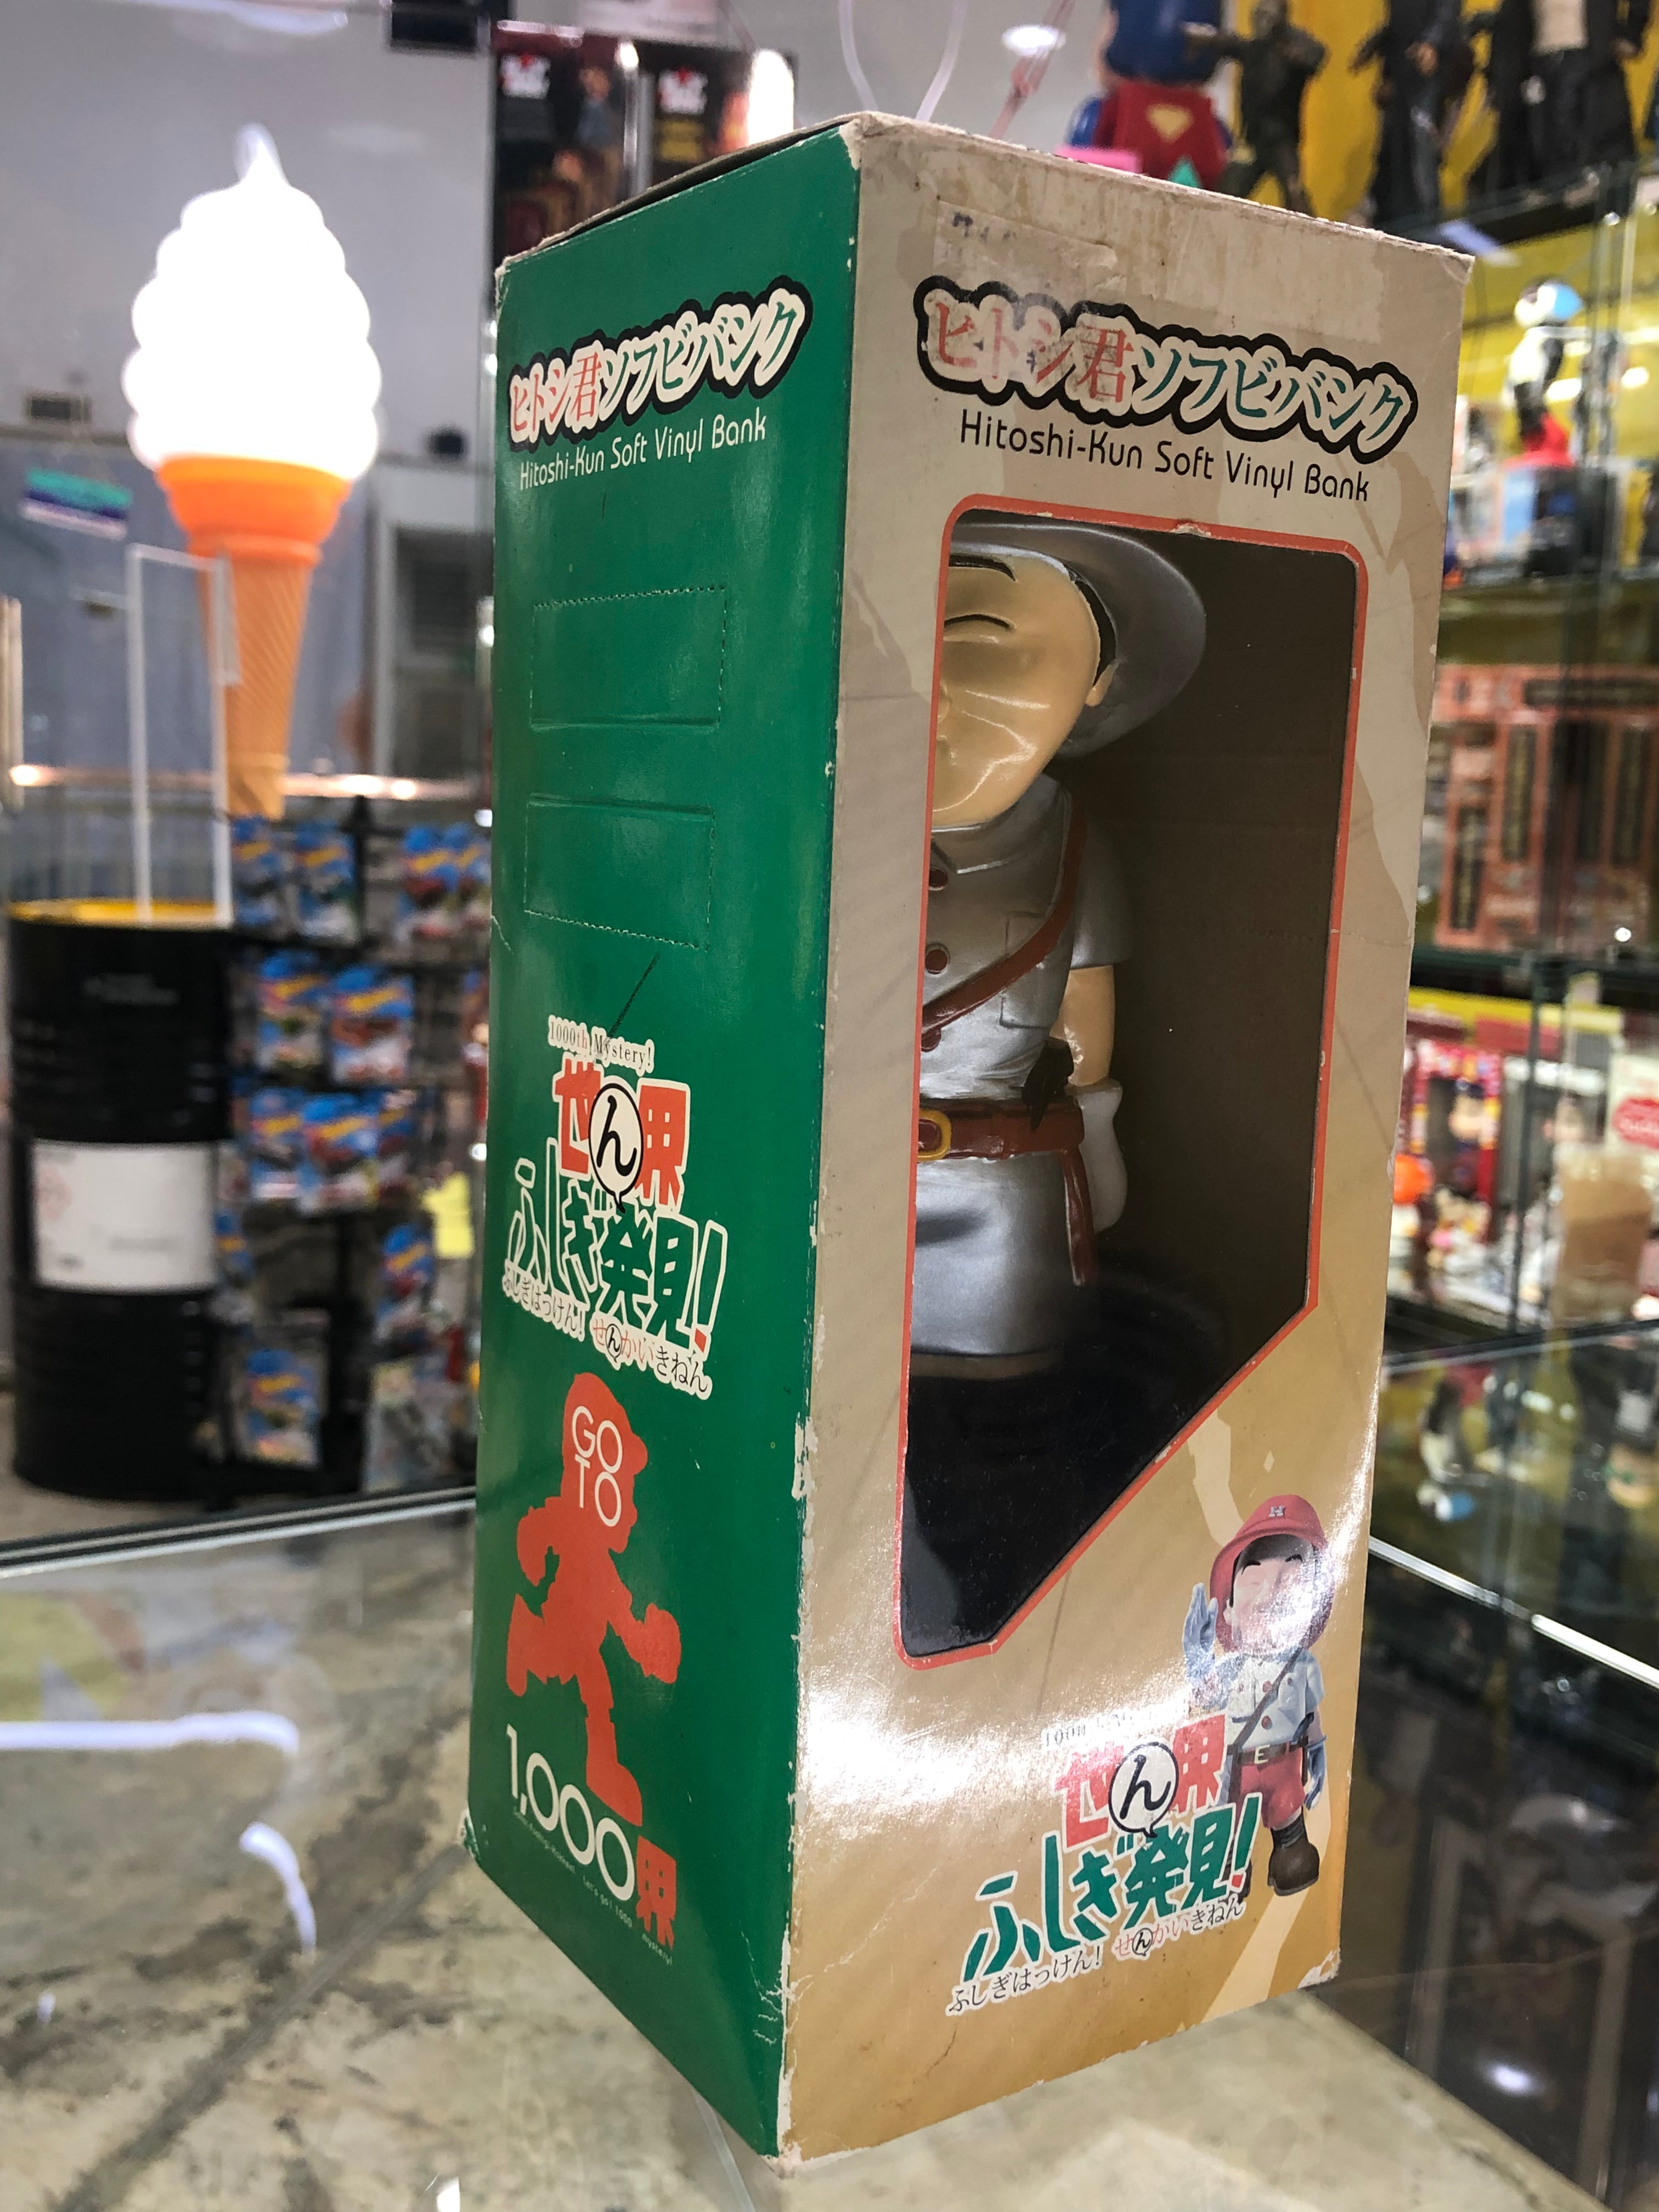 ヒトシ君ソフビバンク
Hitoshi-Kun Soft Vinyl Bank
1000th Mystery!
世ん界
ふしぎ発見!
ふしぎはっけん! せんかいきねん
GO
TO
1,000界
ヒトシ君ソフビバンク
Hitoshi-Kun Soft Vinyl Bank
H
E
世ん界
ふしぎ発見!
ふしぎはっけん! せんかいきねん